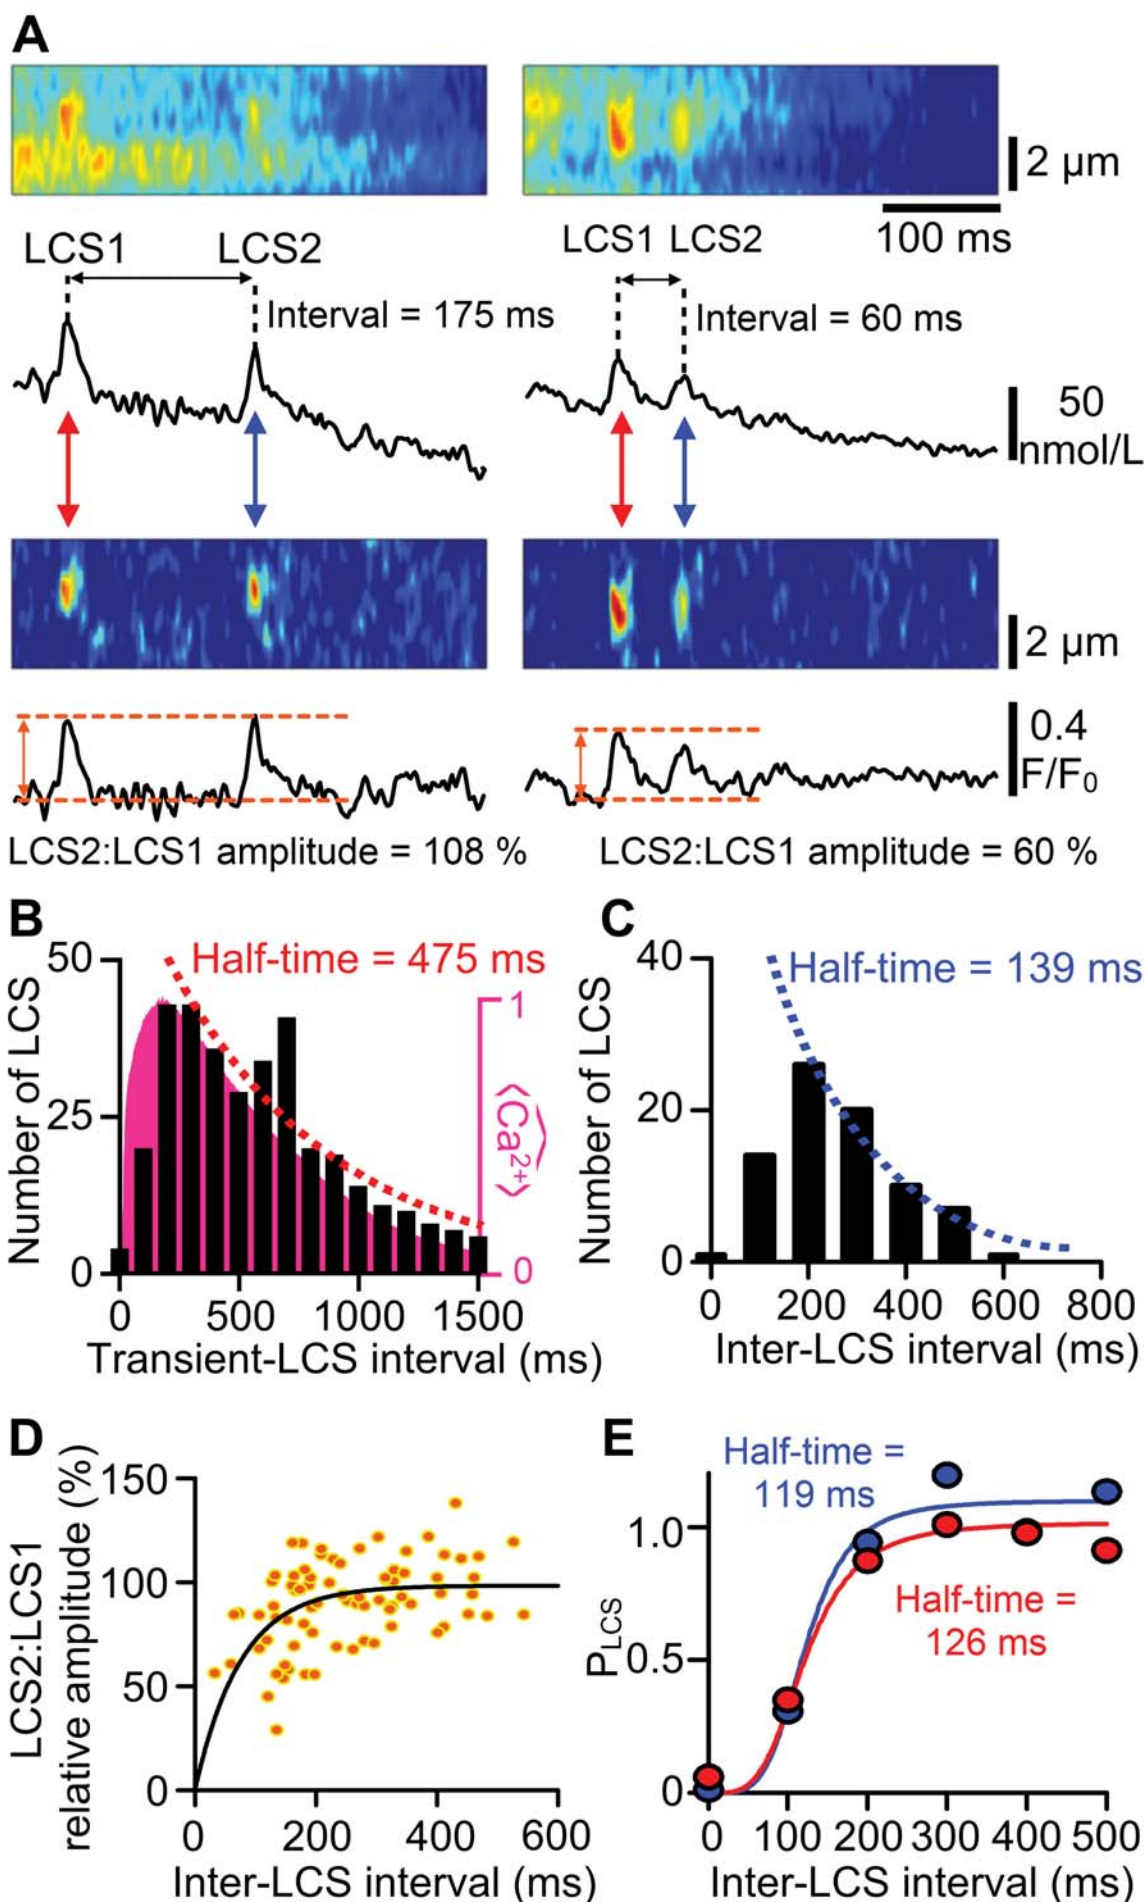 A
2 µm
100 ms
LCS1
LCS2
LCS1 LCS2
Interval = 175 ms
Interval = 60 ms
50
nmol/L
2 µm
0.4
F/F₀
LCS2:LCS1 amplitude = 108 %
LCS2:LCS1 amplitude = 60 %
B
Half-time = 475 ms
Number of LCS
50
25
0
1
0
⟨Ca²⁺⟩
0 500 1000 1500
Transient-LCS interval (ms)
C
Half-time = 139 ms
Number of LCS
40
20
0
0 200 400 600 800
Inter-LCS interval (ms)
D
LCS2:LCS1
relative amplitude (%)
150
100
50
0
0 200 400 600
Inter-LCS interval (ms)
E
Half-time =
119 ms
Half-time =
126 ms
P_LCS
1.0
0.5
0
0 100 200 300 400 500
Inter-LCS interval (ms)